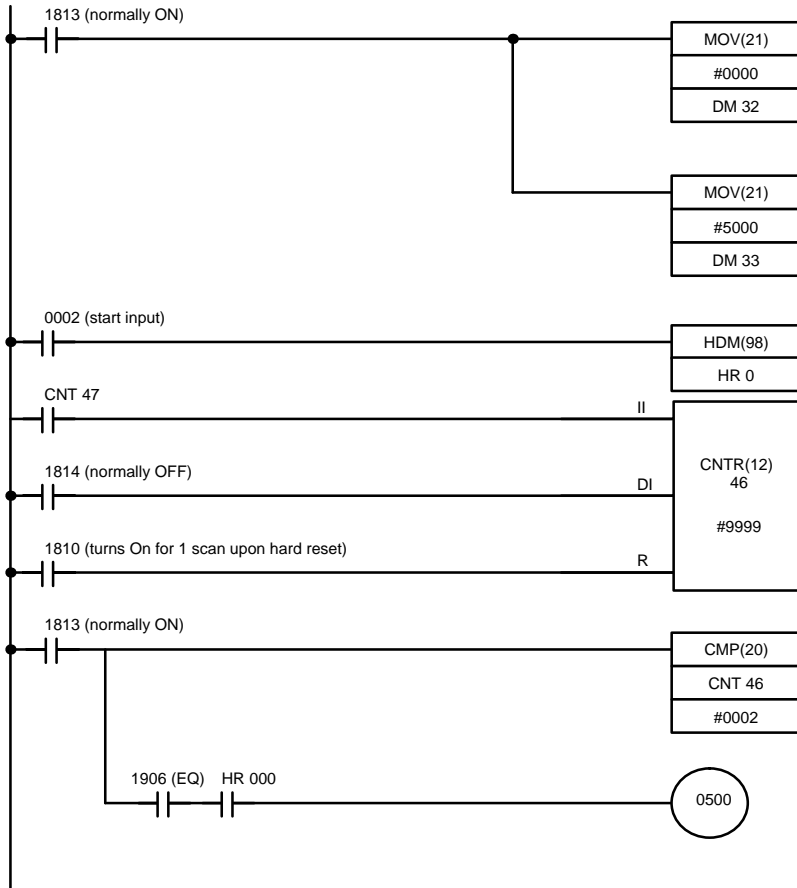 1813 (normally ON)
MOV(21)
#0000
DM 32
MOV(21)
#5000
DM 33
0002 (start input)
HDM(98)
HR 0
CNT 47
II
1814 (normally OFF)
DI
CNTR(12)
46
#9999
1810 (turns On for 1 scan upon hard reset)
R
1813 (normally ON)
CMP(20)
CNT 46
#0002
1906 (EQ) HR 000
0500